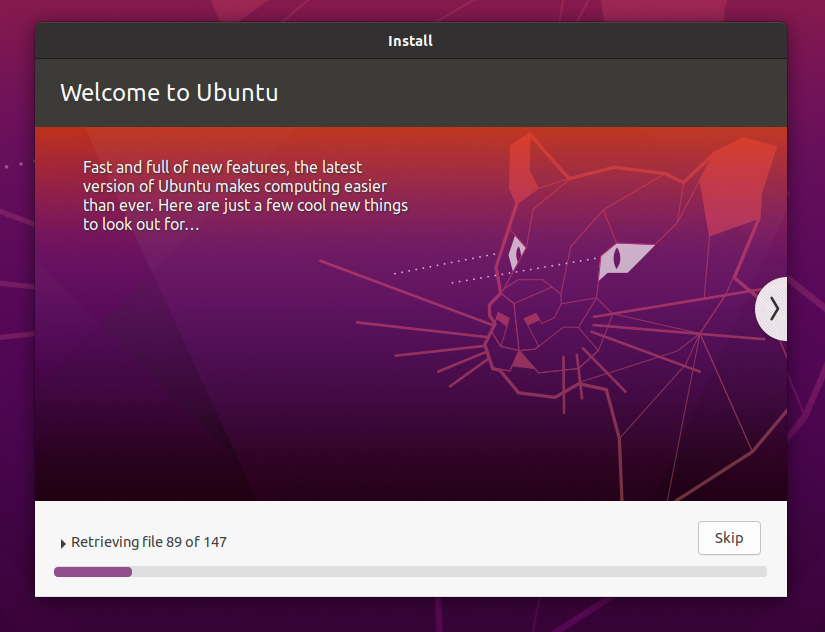 Install
Welcome to Ubuntu
Fast and full of new features, the latest
version of Ubuntu makes computing easier
than ever. Here are just a few cool new things
to look out for…
Retrieving file 89 of 147
Skip